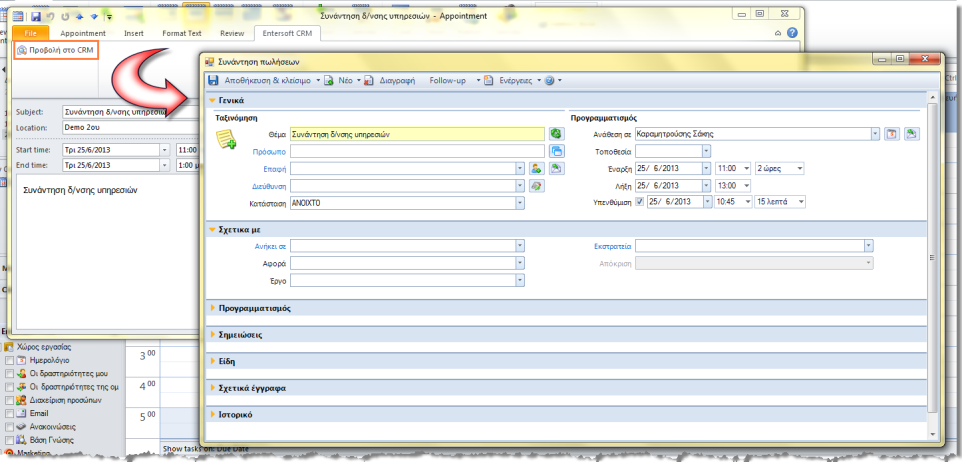 Συνάντηση δ/νσης υπηρεσιών - Appointment
File Appointment Insert Format Text Review Entersoft CRM
Προβολή στο CRM
Subject: Συνάντηση δ/νσης υπηρεσιών
Location: Demo 2ου
Start time: Τρι 25/6/2013 11:00
End time: Τρι 25/6/2013 1:00 μ
Συνάντηση δ/νσης υπηρεσιών
Συνάντηση πωλήσεων
Αποθήκευση & κλείσιμο Νέο Διαγραφή Follow-up Ενέργειες
Γενικά
Ταξινόμηση Προγραμματισμός
Θέμα Συνάντηση δ/νσης υπηρεσιών Ανάθεση σε Καραμητρούσης Σάκης
Πρόσωπο Τοποθεσία
Επαφή Έναρξη 25/ 6/2013 11:00 2 ώρες
Διεύθυνση Λήξη 25/ 6/2013 13:00
Κατάσταση ΑΝΟΙΧΤΟ Υπενθύμιση 25/ 6/2013 10:45 15 λεπτά
Σχετικα με
Ανήκει σε Εκστρατεία
Αφορά Απόκριση
Έργο
Προγραμματισμός
Σημειώσεις
Είδη
Σχετικά έγγραφα
Ιστορικό
Χώρος εργασίας
Ημερολόγιο
Οι δραστηριότητες μου
Οι δραστηριότητες της ομ
Διαχείριση προσώπων
Email
Ανακοινώσεις
Βάση Γνώσης
Marketing
3 00
4 00
5 00
Show tasks on: Due Date